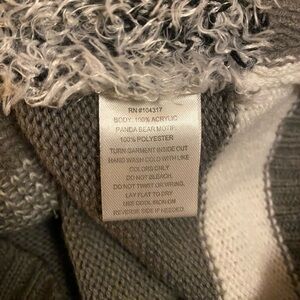 RN #104317
BODY: 100% ACRYLIC
PANDA BEAR MOTIF:
100% POLYESTER
TURN GARMENT INSIDE OUT
HAND WASH COLD WITH LIKE
COLORS ONLY
DO NOT BLEACH.
DO NOT TWIST OR WRING,
LAY FLAT TO DRY
USE COOL IRON ON
REVERSE SIDE IF NEEDED.